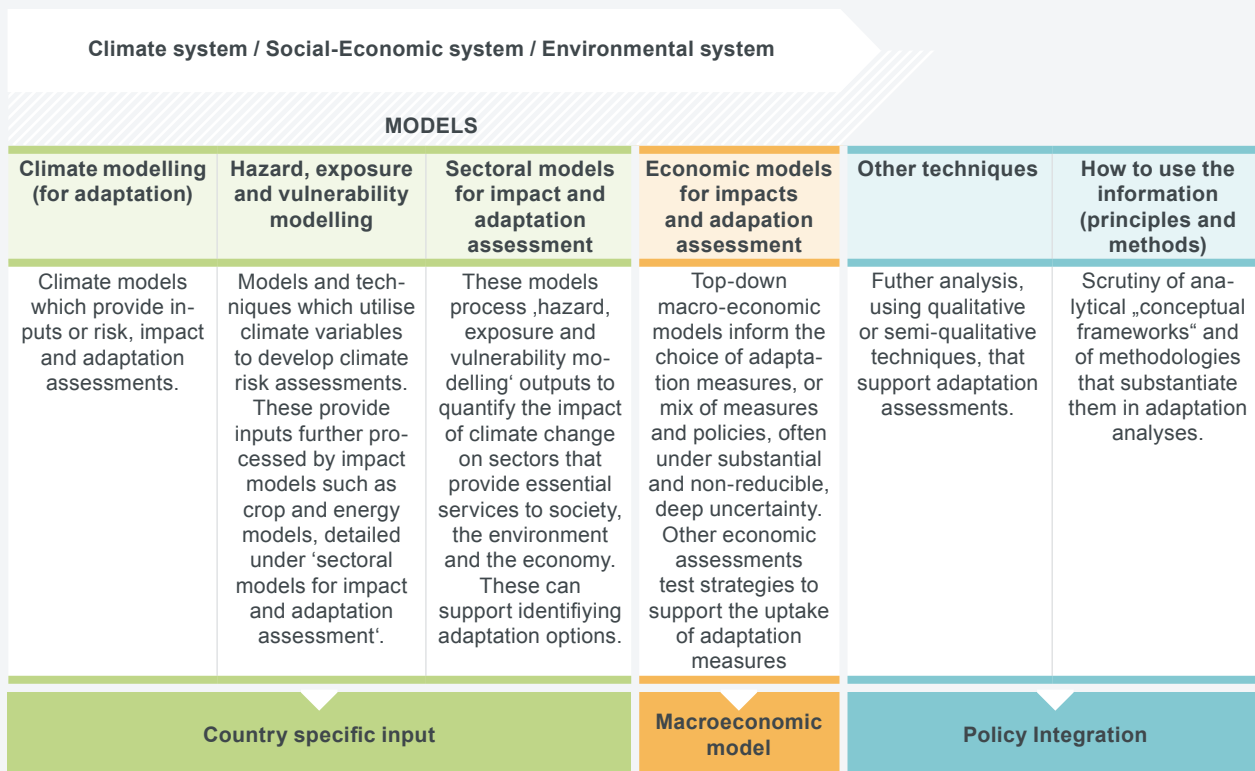 Climate system / Social-Economic system / Environmental system
MODELS
Climate modelling
(for adaptation)
Hazard, exposure
and vulnerability
modelling
Sectoral models
for impact and
adaptation
assessment
Economic models
for impacts
and adapation
assessment
Other techniques
How to use the
information
(principles and
methods)
Climate models
which provide in-
puts or risk, impact
and adaptation
assessments.
Models and tech-
niques which utilise
climate variables
to develop climate
risk assessments.
These provide
inputs further pro-
cessed by impact
models such as
crop and energy
models, detailed
under ‘sectoral
models for impact
and adaptation
assessment‘.
These models
process ‚hazard,
exposure and
vulnerability mo-
delling‘ outputs to
quantify the impact
of climate change
on sectors that
provide essential
services to society,
the environment
and the economy.
These can
support identifiying
adaptation options.
Top-down
macro-economic
models inform the
choice of adapta-
tion measures, or
mix of measures
and policies, often
under substantial
and non-reducible,
deep uncertainty.
Other economic
assessments
test strategies to
support the uptake
of adaptation
measures
Futher analysis,
using qualitative
or semi-qualitative
techniques, that
support adaptation
assessments.
Scrutiny of ana-
lytical „conceptual
frameworks“ and
of methodologies
that substantiate
them in adaptation
analyses.
Country specific input
Macroeconomic
model
Policy Integration